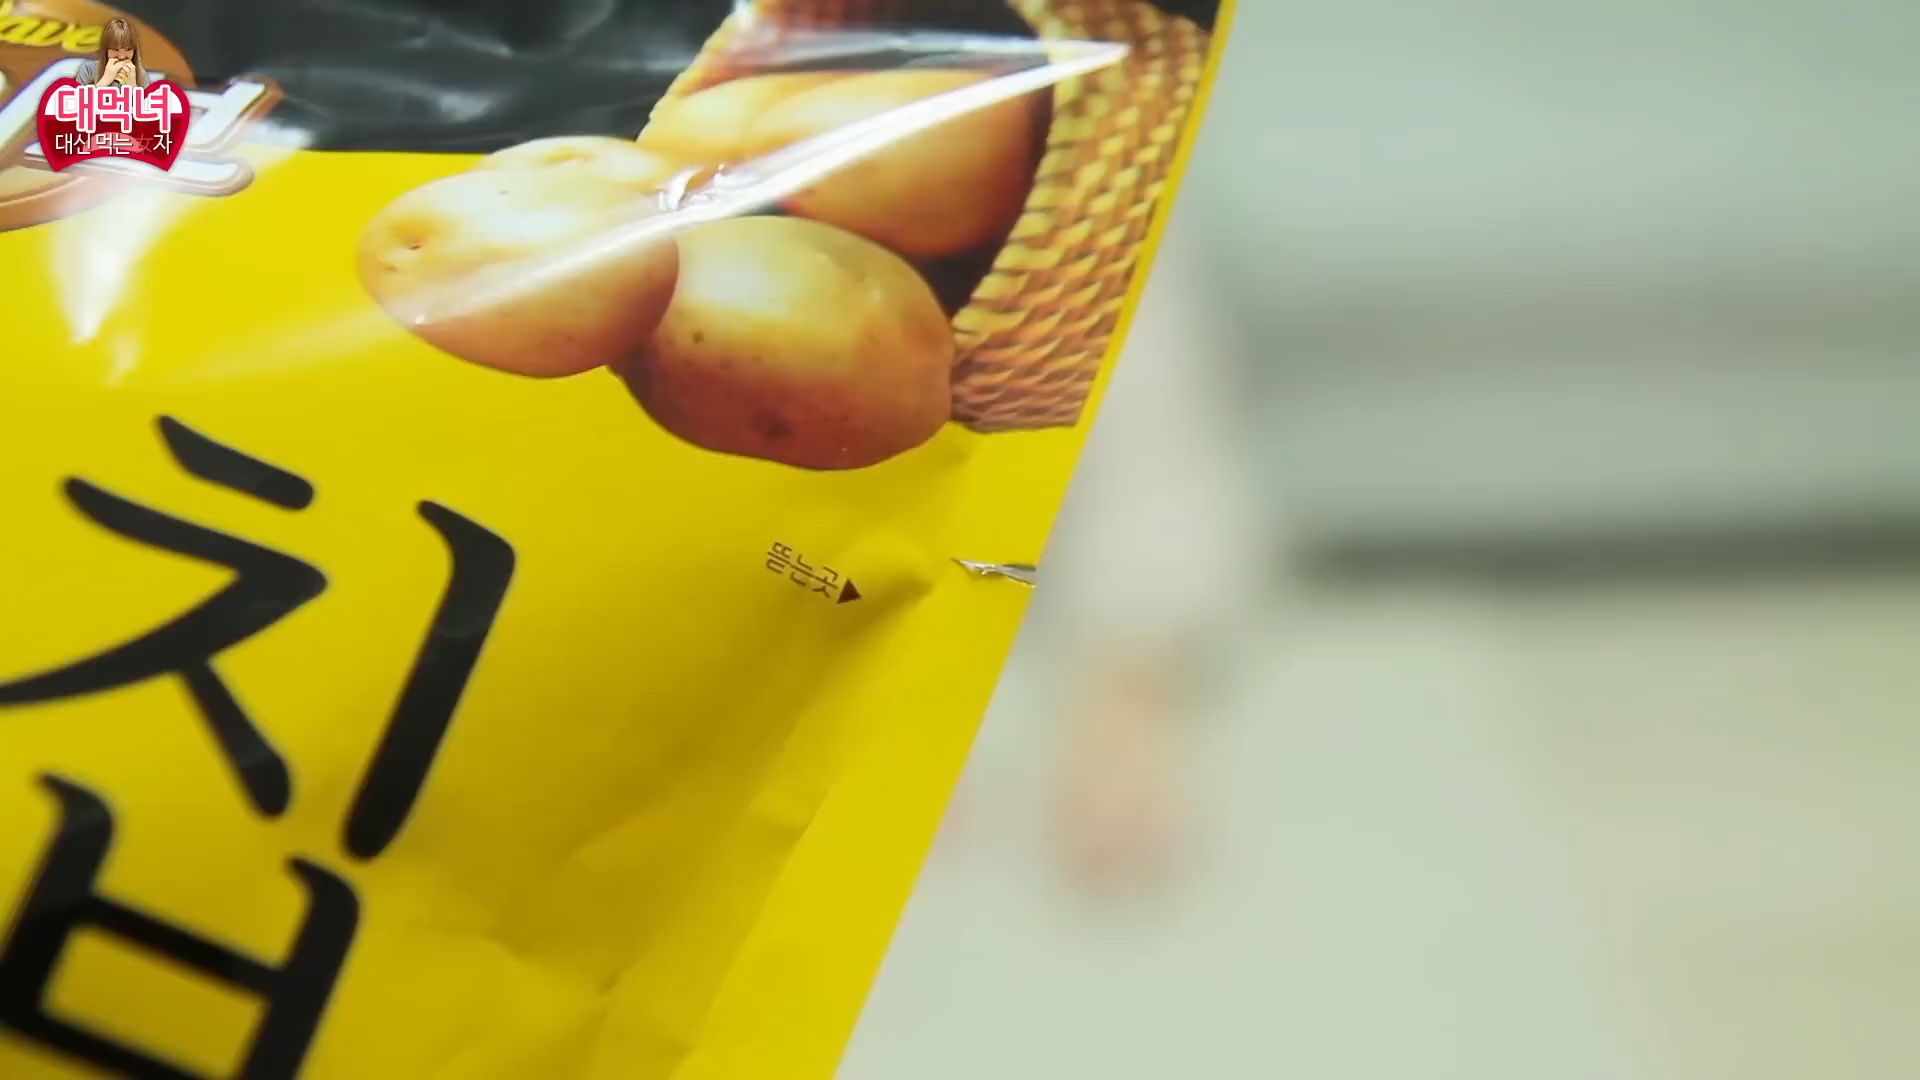 대먹녀
대신 먹는 女자
칩
뜯는곳▲